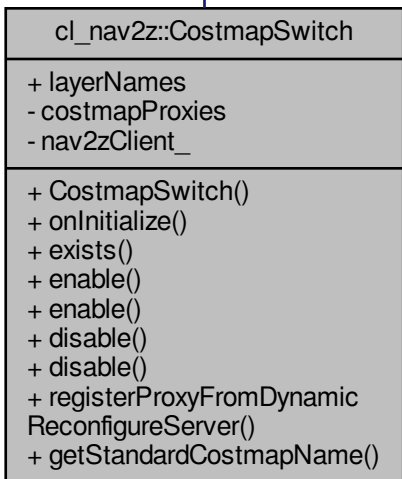 cl_nav2z::CostmapSwitch
+ layerNames
- costmapProxies
- nav2zClient_
+ CostmapSwitch()
+ onInitialize()
+ exists()
+ enable()
+ enable()
+ disable()
+ disable()
+ registerProxyFromDynamic
ReconfigureServer()
+ getStandardCostmapName()